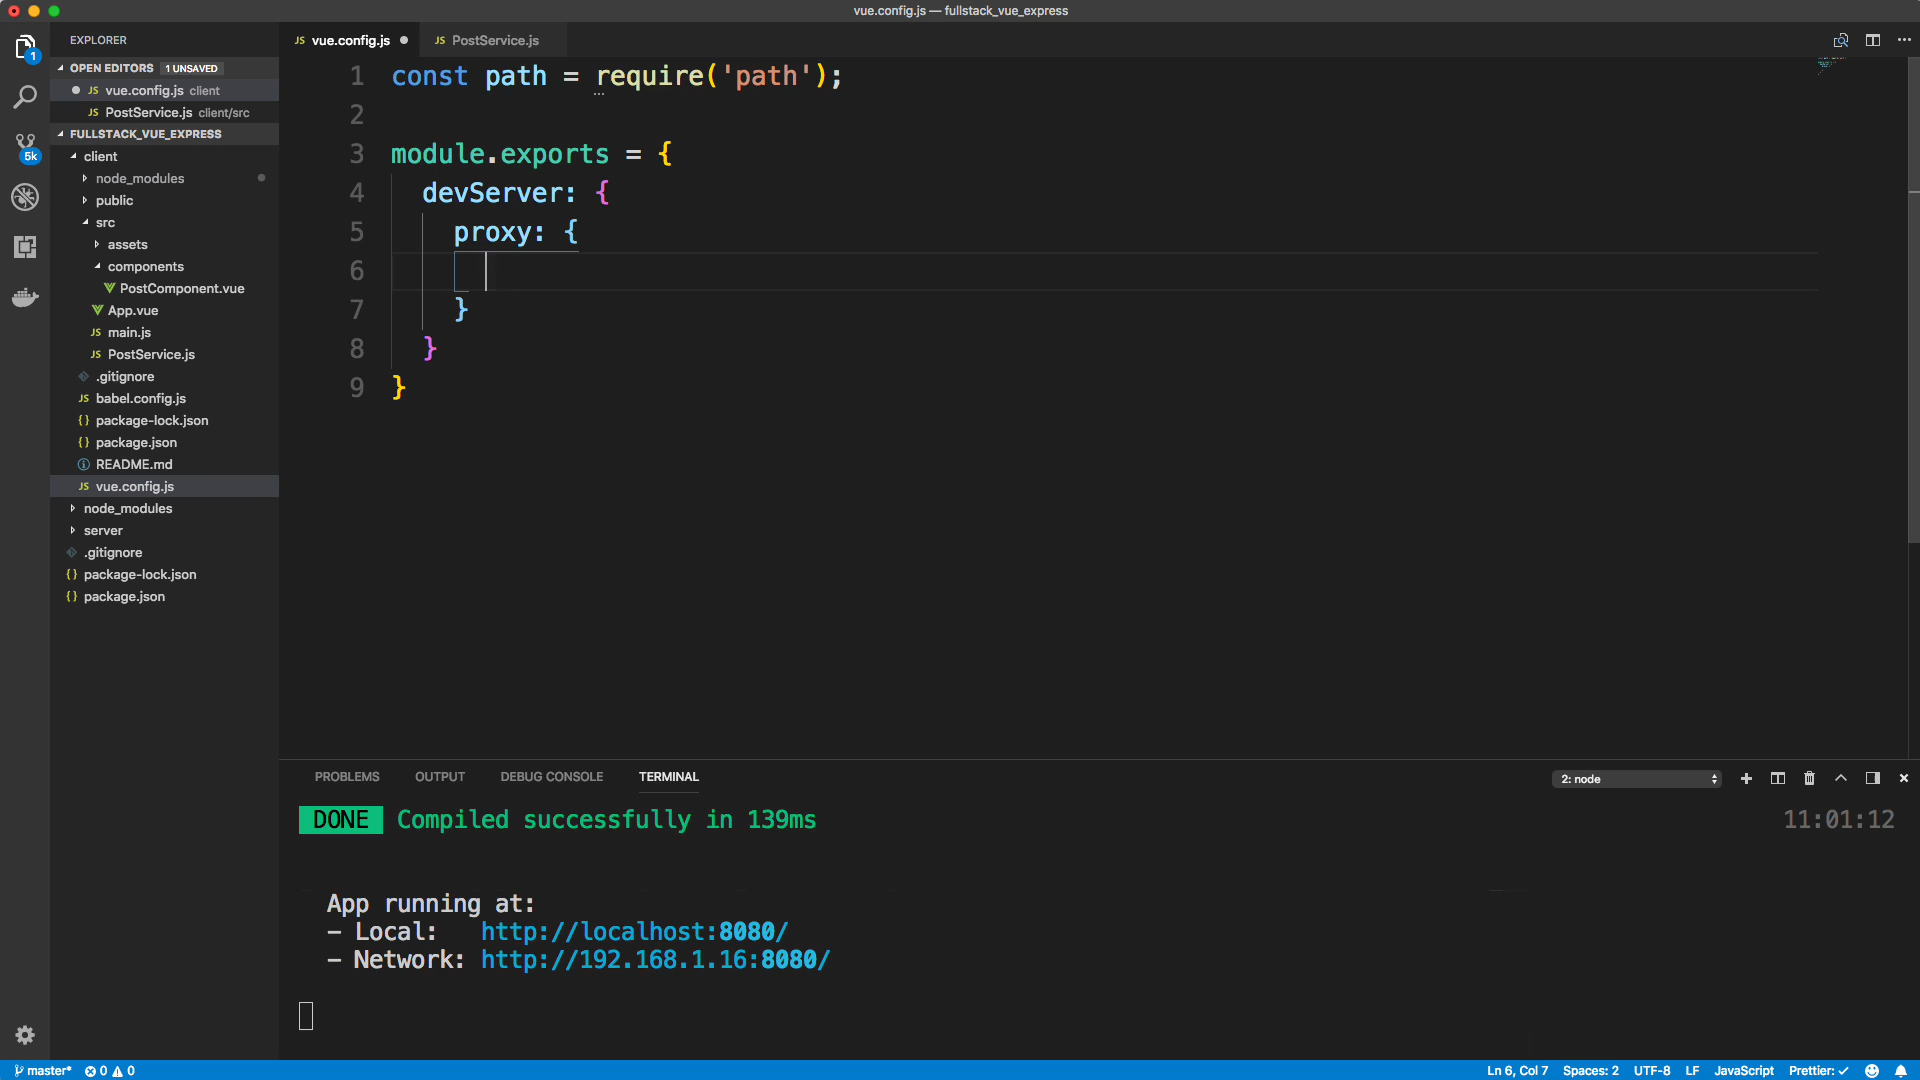 vue.config.js — fullstack_vue_express
EXPLORER
OPEN EDITORS 1 UNSAVED
JS vue.config.js client
JS PostService.js client/src
FULLSTACK_VUE_EXPRESS
client
node_modules
public
src
assets
components
PostComponent.vue
App.vue
JS main.js
JS PostService.js
.gitignore
JS babel.config.js
{} package-lock.json
{} package.json
README.md
JS vue.config.js
node_modules
server
.gitignore
{} package-lock.json
{} package.json
1
5k
JS vue.config.js
JS PostService.js
1 const path = require('path');
2
3 module.exports = {
4 devServer: {
5 proxy: {
6
7 }
8 }
9 }
PROBLEMS OUTPUT DEBUG CONSOLE TERMINAL
2: node
DONE Compiled successfully in 139ms 11:01:12
App running at:
- Local: http://localhost:8080/
- Network: http://192.168.1.16:8080/
master* 0 0 Ln 6, Col 7 Spaces: 2 UTF-8 LF JavaScript Prettier: ✓